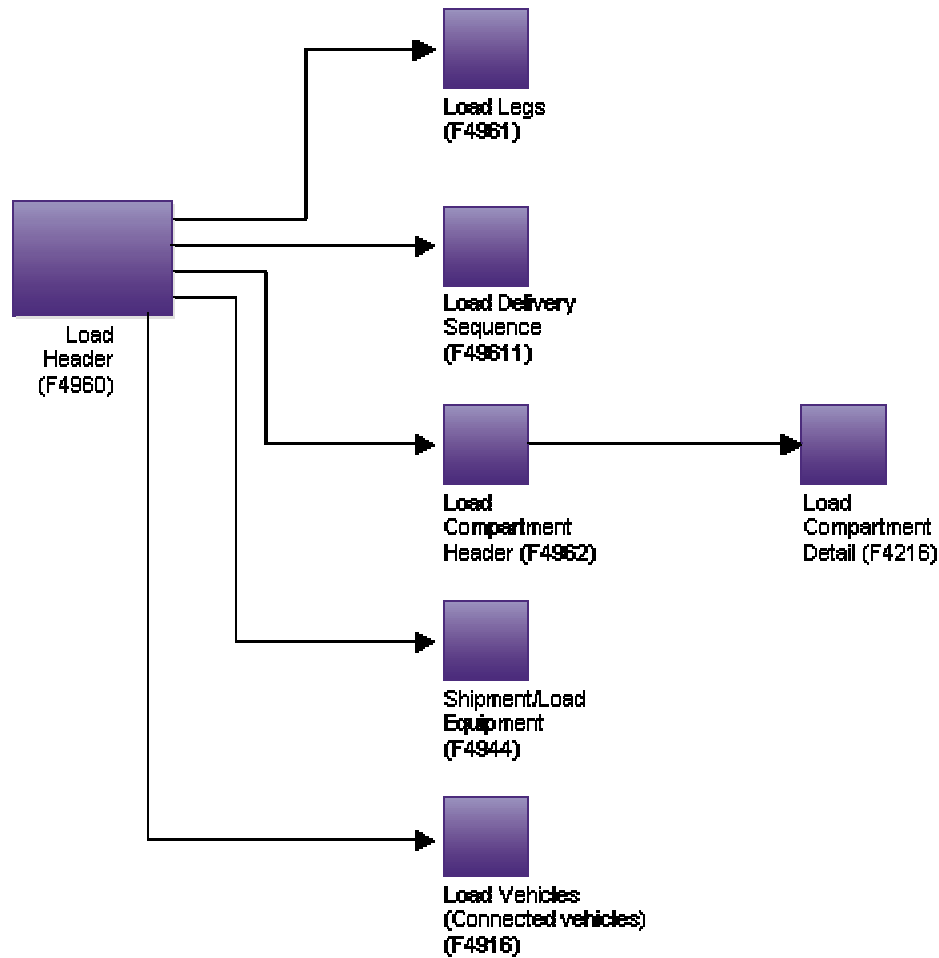 Load Legs
(F4961)
Load
Header
(F4960)
Load Delivery
Sequence
(F49611)
Load
Compartment
Header (F4962)
Load
Compartment
Detail (F4216)
Shipment/Load
Equipment
(F4944)
Load Vehicles
(Connected vehicles)
(F4916)